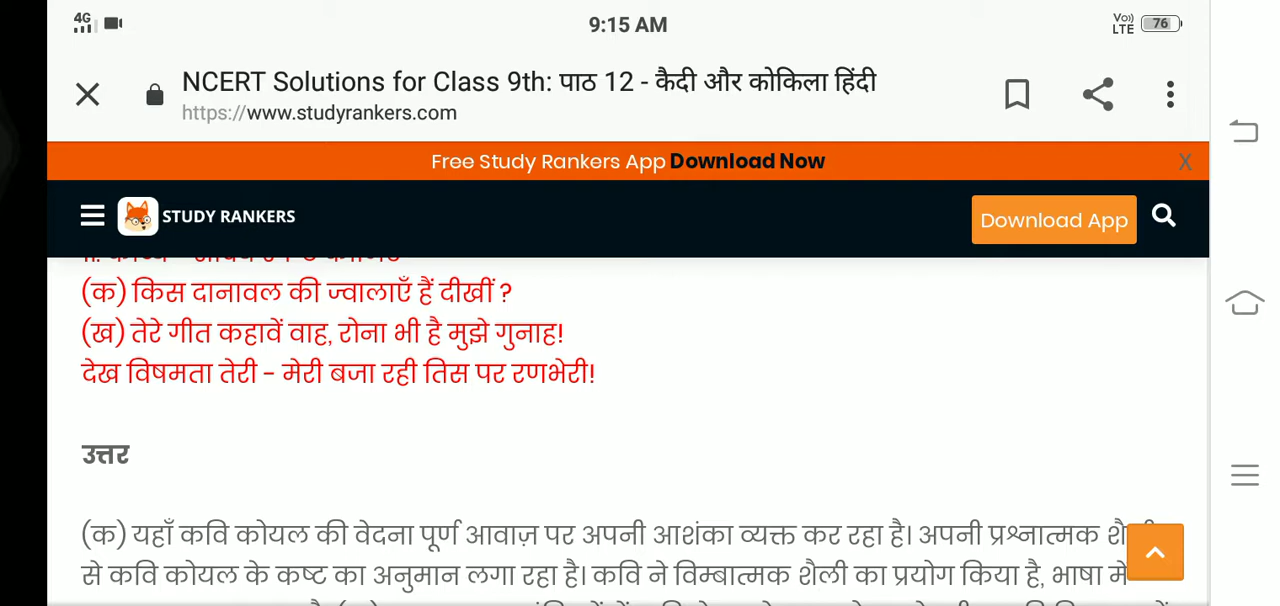 4G 9:15 AM Vo) LTE 76
NCERT Solutions for Class 9th: पाठ 12 - कैदी और कोकिला हिंदी
https://www.studyrankers.com
Free Study Rankers App Download Now X
STUDY RANKERS Download App
(क) किस दानावल की ज्वालाएँ हैं दीखीं ?
(ख) तेरे गीत कहावें वाह, रोना भी है मुझे गुनाह!
देख विषमता तेरी - मेरी बजा रही तिस पर रणभेरी!
उत्तर
(क) यहाँ कवि कोयल की वेदना पूर्ण आवाज़ पर अपनी आशंका व्यक्त कर रहा है। अपनी प्रश्नात्मक
से कवि कोयल के कष्ट का अनुमान लगा रहा है। कवि ने विम्बात्मक शैली का प्रयोग किया है, भाषा में